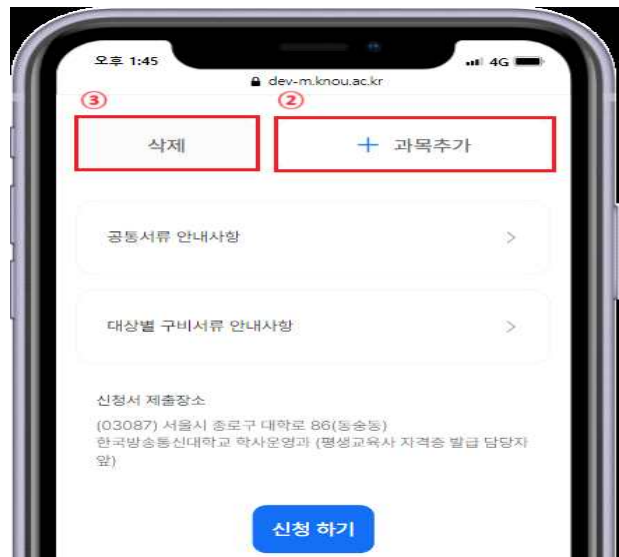 오후 1:45
4G
dev-m.knou.ac.kr
③ ②
삭제
+ 과목추가
공통서류 안내사항 >
대상별 구비서류 안내사항 >
신청서 제출장소
(03087) 서울시 종로구 대학로 86(동숭동)
한국방송통신대학교 학사운영과 (평생교육사 자격증 발급 담당자
앞)
신청 하기